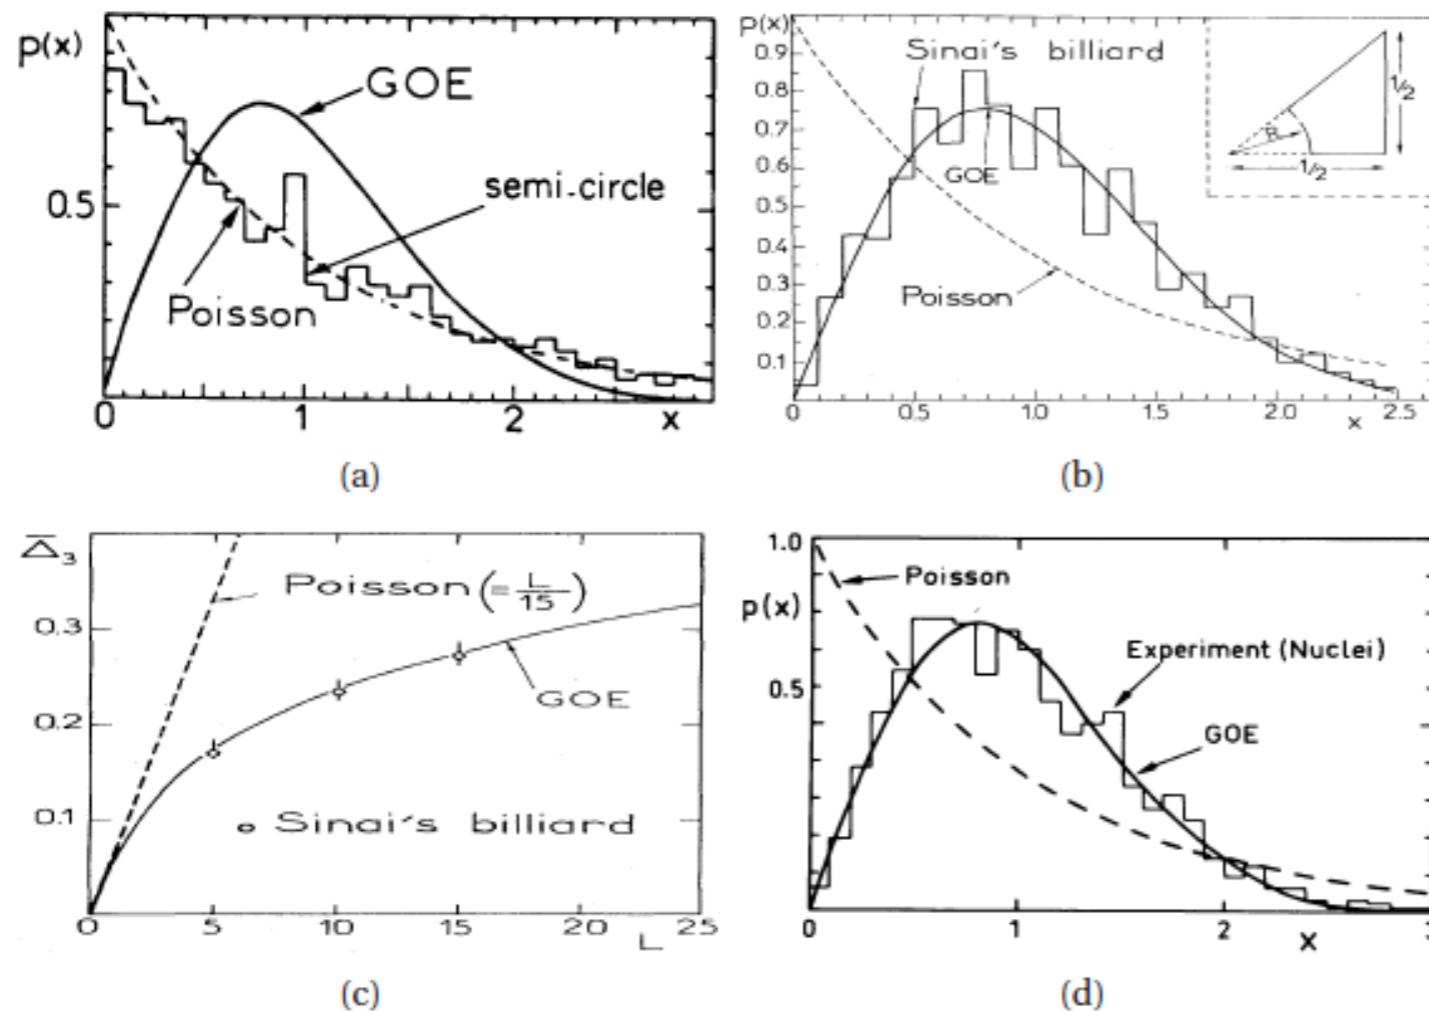 p(x)
GOE
semi-circle
0.5
Poisson
0 1 2 x
(a)
p(x)
0.9
0.8
0.7
0.6
0.5
0.4
0.3
0.2
0.1
Sinai's billiard
GOE
Poisson
R
1/2
1/2
0 0.5 1.0 1.5 2.0 2.5
x
(b)
Δ̅₃
Poisson (= L/15)
0.3
0.2
0.1
GOE
Sinai's billiard
0 5 10 15 20 25
L
(c)
1.0
p(x)
0.5
Poisson
Experiment (Nuclei)
GOE
0 1 2 x
(d)